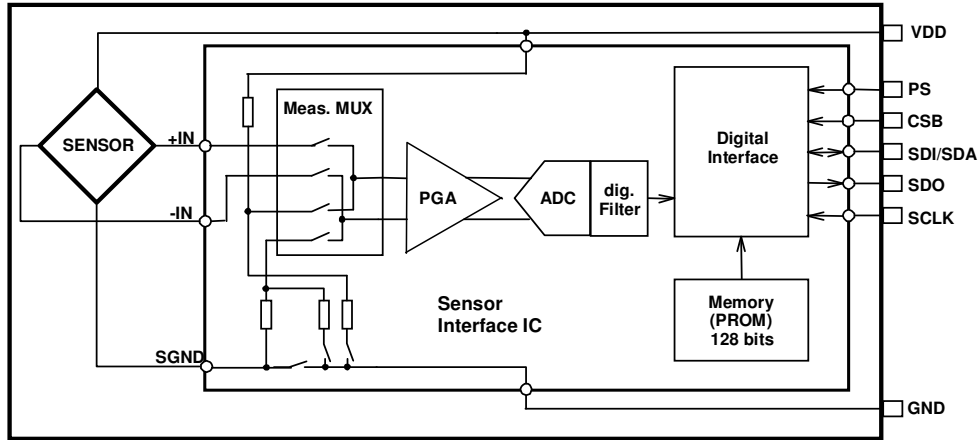 VDD
PS
Meas. MUX
CSB
+IN
SENSOR
Digital
Interface
SDI/SDA
SDO
PGA
ADC
dig.
Filter
-IN
SCLK
Sensor
Interface IC
Memory
(PROM)
128 bits
SGND
GND